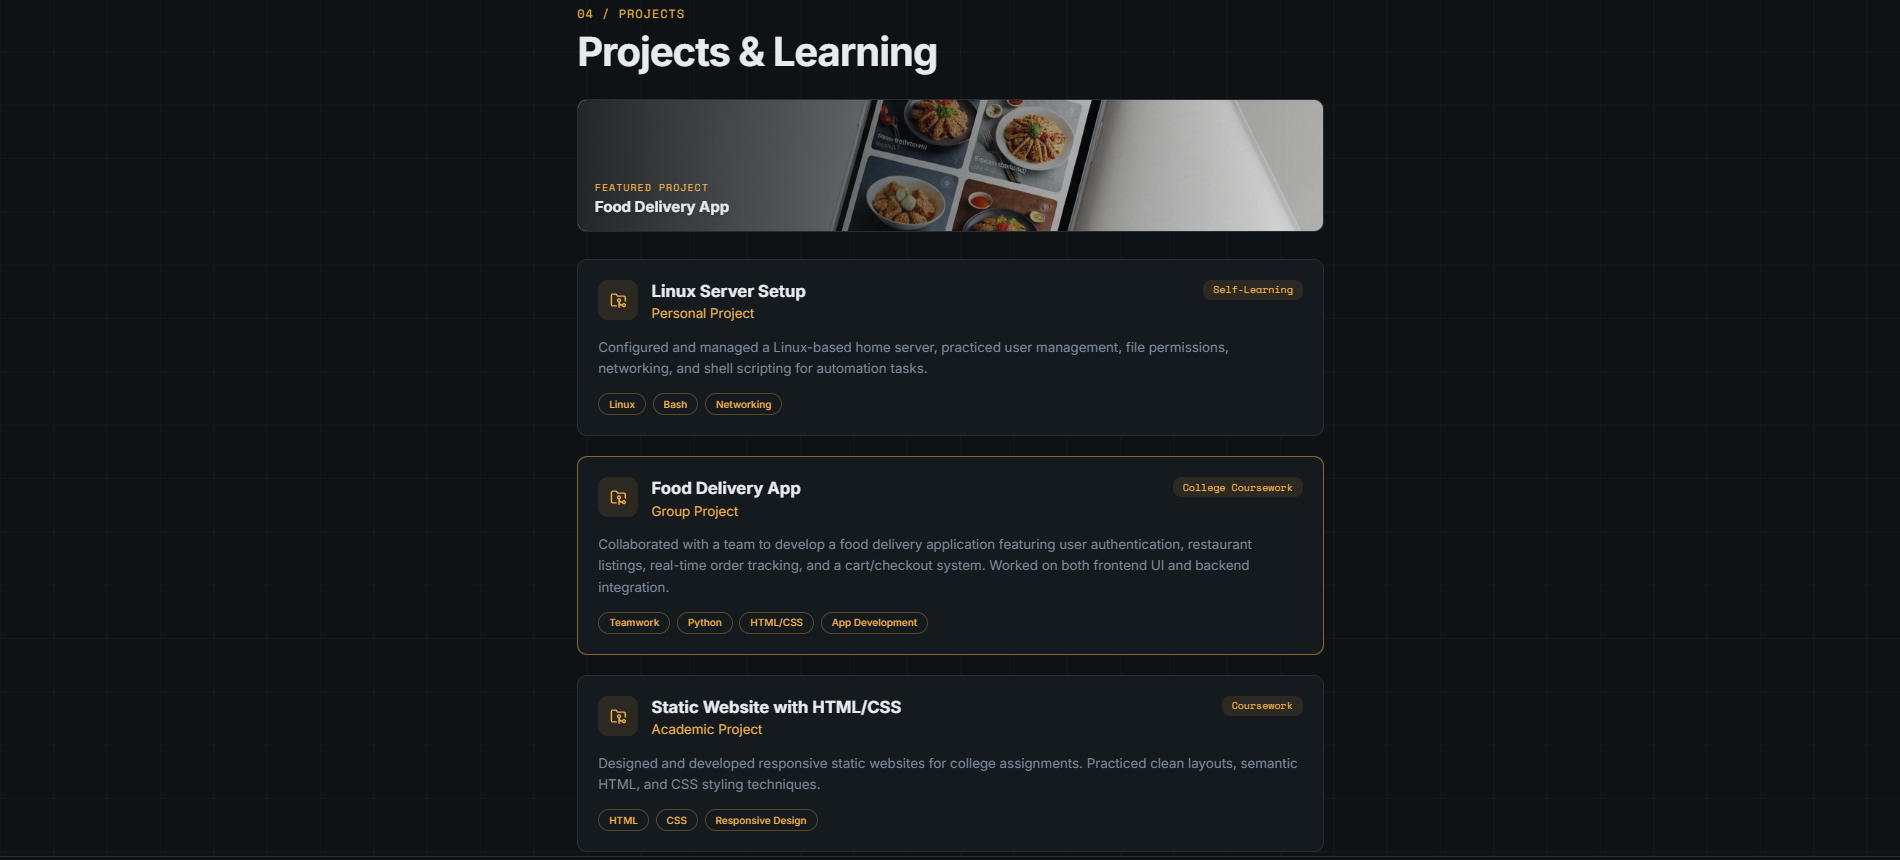 04 / PROJECTS
Projects & Learning
FEATURED PROJECT
Food Delivery App
Linux Server Setup
Self-Learning
Personal Project
Configured and managed a Linux-based home server, practiced user management, file permissions,
networking, and shell scripting for automation tasks.
Linux
Bash
Networking
Food Delivery App
College Coursework
Group Project
Collaborated with a team to develop a food delivery application featuring user authentication, restaurant
listings, real-time order tracking, and a cart/checkout system. Worked on both frontend UI and backend
integration.
Teamwork
Python
HTML/CSS
App Development
Static Website with HTML/CSS
Coursework
Academic Project
Designed and developed responsive static websites for college assignments. Practiced clean layouts, semantic
HTML, and CSS styling techniques.
HTML
CSS
Responsive Design